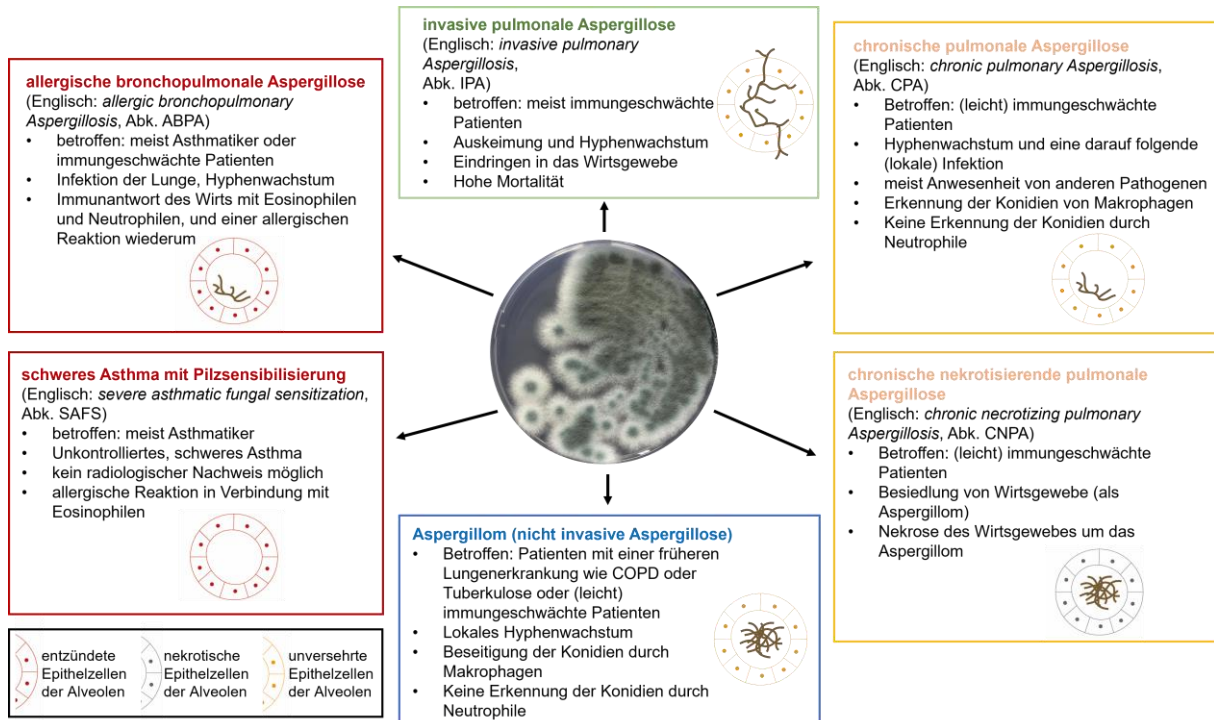 allergische bronchopulmonale Aspergillose
(Englisch: allergic bronchopulmonary
Aspergillosis, Abk. ABPA)
• betroffen: meist Asthmatiker oder
immungeschwächte Patienten
• Infektion der Lunge, Hyphenwachstum
• Immunantwort des Wirts mit Eosinophilen
und Neutrophilen, und einer allergischen
Reaktion wiederum
invasive pulmonale Aspergillose
(Englisch: invasive pulmonary
Aspergillosis,
Abk. IPA)
• betroffen: meist immungeschwächte
Patienten
• Auskeimung und Hyphenwachstum
• Eindringen in das Wirtsgewebe
• Hohe Mortalität
chronische pulmonale Aspergillose
(Englisch: chronic pulmonary Aspergillosis,
Abk. CPA)
• Betroffen: (leicht) immungeschwächte
Patienten
• Hyphenwachstum und eine darauf folgende
(lokale) Infektion
• meist Anwesenheit von anderen Pathogenen
• Erkennung der Konidien von Makrophagen
• Keine Erkennung der Konidien durch
Neutrophile
schweres Asthma mit Pilzsensibilisierung
(Englisch: severe asthmatic fungal sensitization,
Abk. SAFS)
• betroffen: meist Asthmatiker
• Unkontrolliertes, schweres Asthma
• kein radiologischer Nachweis möglich
• allergische Reaktion in Verbindung mit
Eosinophilen
chronische nekrotisierende pulmonale
Aspergillose
(Englisch: chronic necrotizing pulmonary
Aspergillosis, Abk. CNPA)
• Betroffen: (leicht) immungeschwächte
Patienten
• Besiedlung von Wirtsgewebe (als
Aspergillom)
• Nekrose des Wirtsgewebes um das
Aspergillom
Aspergillom (nicht invasive Aspergillose)
• Betroffen: Patienten mit einer früheren
Lungenerkrankung wie COPD oder
Tuberkulose oder (leicht)
immungeschwächte Patienten
• Lokales Hyphenwachstum
• Beseitigung der Konidien durch
Makrophagen
• Keine Erkennung der Konidien durch
Neutrophile
entzündete
Epithelzellen
der Alveolen
nekrotische
Epithelzellen
der Alveolen
unversehrte
Epithelzellen
der Alveolen